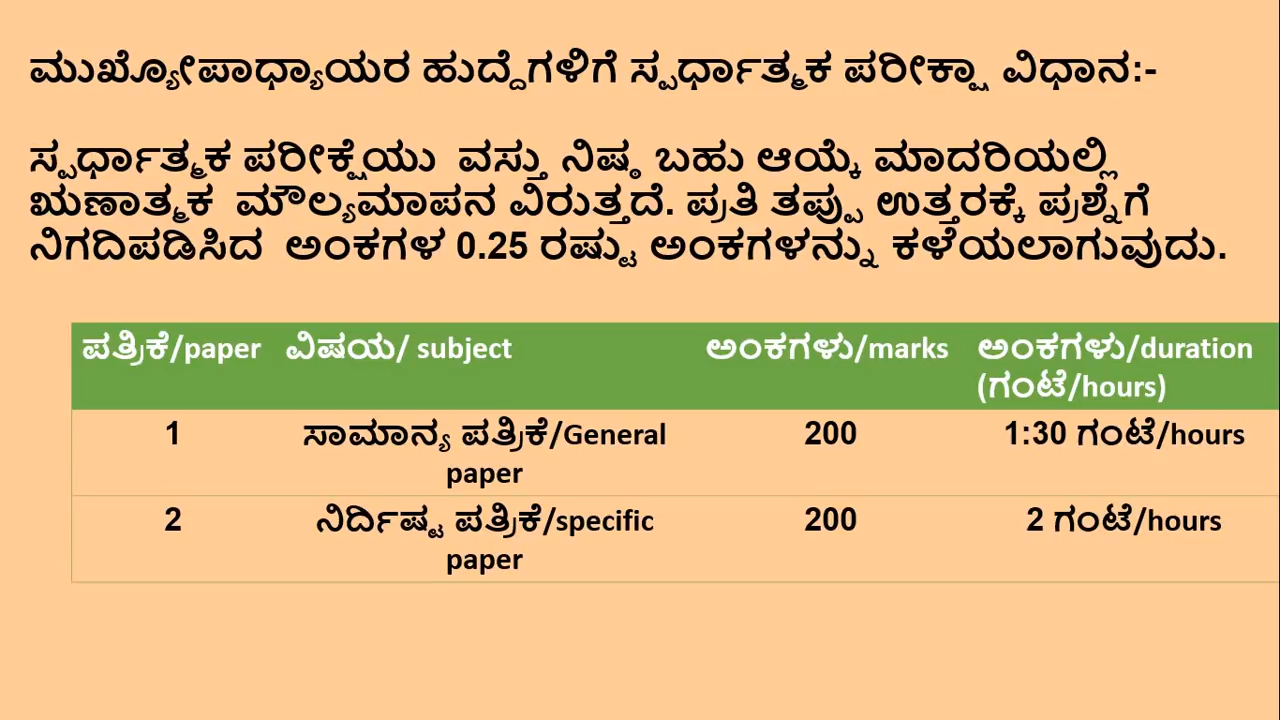 ಮುಖ್ಯೋಪಾಧ್ಯಾಯರ ಹುದ್ದೆಗಳಿಗೆ ಸ್ಪರ್ಧಾತ್ಮಕ ಪರೀಕ್ಷಾ ವಿಧಾನ:-
ಸ್ಪರ್ಧಾತ್ಮಕ ಪರೀಕ್ಷೆಯು ವಸ್ತು ನಿಷ್ಠ ಬಹು ಆಯ್ಕೆ ಮಾದರಿಯಲ್ಲಿ
ಋಣಾತ್ಮಕ ಮೌಲ್ಯಮಾಪನ ವಿರುತ್ತದೆ. ಪ್ರತಿ ತಪ್ಪು ಉತ್ತರಕ್ಕೆ ಪ್ರಶ್ನೆಗೆ
ನಿಗದಿಪಡಿಸಿದ ಅಂಕಗಳ 0.25 ರಷ್ಟು ಅಂಕಗಳನ್ನು ಕಳೆಯಲಾಗುವುದು.
ಪತ್ರಿಕೆ/paper ವಿಷಯ/ subject ಅಂಕಗಳು/marks ಅಂಕಗಳು/duration
(ಗಂಟೆ/hours)
1 ಸಾಮಾನ್ಯ ಪತ್ರಿಕೆ/General 200 1:30 ಗಂಟೆ/hours
paper
2 ನಿರ್ದಿಷ್ಟ ಪತ್ರಿಕೆ/specific 200 2 ಗಂಟೆ/hours
paper